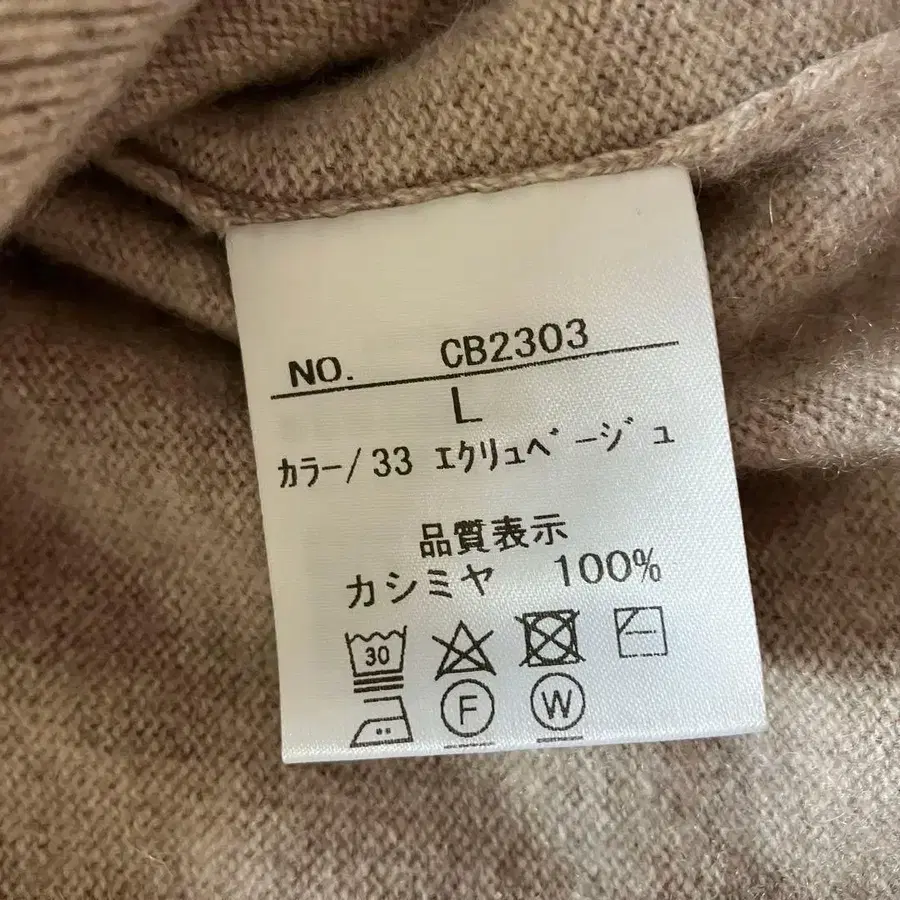 NO. CB2303
L
カラー/33 エクリュベージュ
品質表示
カシミヤ 100%
30
F W